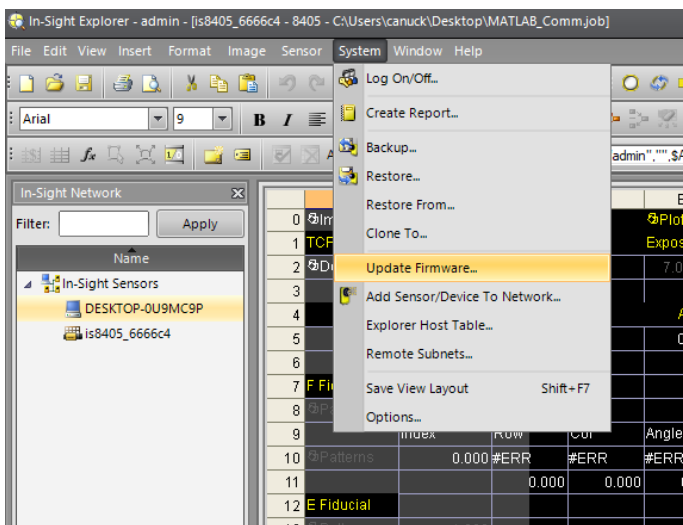 In-Sight Explorer - admin - [is8405_6666c4 - 8405 - C:\Users\canuck\Desktop\MATLAB_Comm.job]
File Edit View Insert Format Image Sensor System Window Help
Arial 9 B I
fx admin","",$A
Log On/Off...
Create Report...
Backup...
Restore...
Restore From...
Clone To...
Update Firmware...
Add Sensor/Device To Network...
Explorer Host Table...
Remote Subnets...
Save View Layout Shift+F7
Options...
In-Sight Network
Filter: Apply
Name
In-Sight Sensors
DESKTOP-0U9MC9P
is8405_6666c4
0
1 TCP Expos
2 7.0
3
4
5
6
7 F Fi
8
9 Index Row Col Angle
10 Patterns 0.000 #ERR #ERR #ERR
11 0.000 0.000
12 E Fiducial